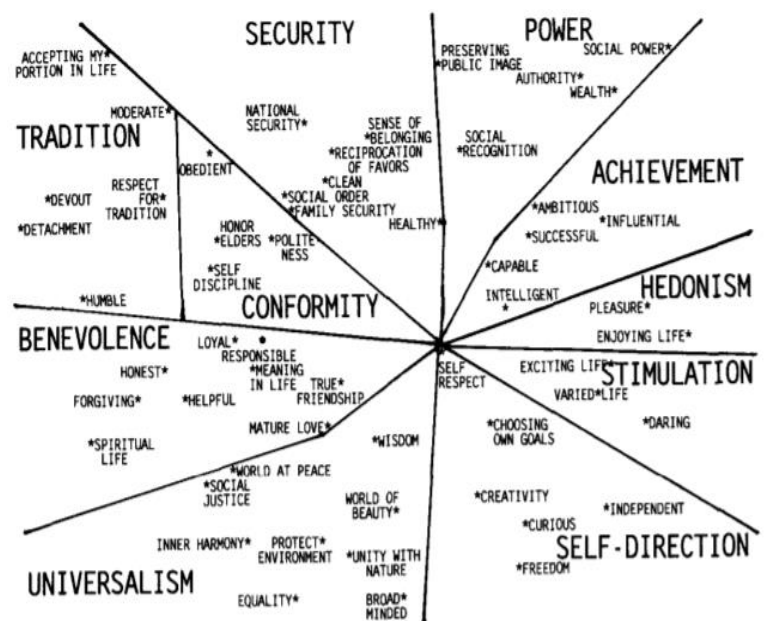 SECURITY
POWER
ACCEPTING MY*
PORTION IN LIFE
PRESERVING
*PUBLIC IMAGE
SOCIAL POWER*
AUTHORITY*
WEALTH*
MODERATE*
NATIONAL
SECURITY*
SENSE OF
*BELONGING
*RECIPROCATION
OF FAVORS
SOCIAL
*RECOGNITION
TRADITION
*
OBEDIENT
*CLEAN
*SOCIAL ORDER
*FAMILY SECURITY
HEALTHY*
ACHIEVEMENT
*DEVOUT
RESPECT
FOR*
TRADITION
*DETACHMENT
HONOR
*ELDERS
*POLITE-
NESS
*SELF
DISCIPLINE
*AMBITIOUS
*INFLUENTIAL
*SUCCESSFUL
*CAPABLE
INTELLIGENT
*
*HUMBLE
CONFORMITY
HEDONISM
PLEASURE*
ENJOYING LIFE*
BENEVOLENCE
LOYAL*
*
RESPONSIBLE
*MEANING
IN LIFE
HONEST*
TRUE*
FRIENDSHIP
FORGIVING*
*HELPFUL
MATURE LOVE*
*SPIRITUAL
LIFE
SELF
RESPECT
EXCITING LIFE*
STIMULATION
VARIED*LIFE
*DARING
*CHOOSING
OWN GOALS
*WISDOM
*WORLD AT PEACE
*SOCIAL
JUSTICE
WORLD OF
BEAUTY*
*CREATIVITY
*INDEPENDENT
*CURIOUS
SELF-DIRECTION
*FREEDOM
INNER HARMONY*
PROTECT*
ENVIRONMENT
*UNITY WITH
NATURE
UNIVERSALISM
EQUALITY*
BROAD*
MINDED